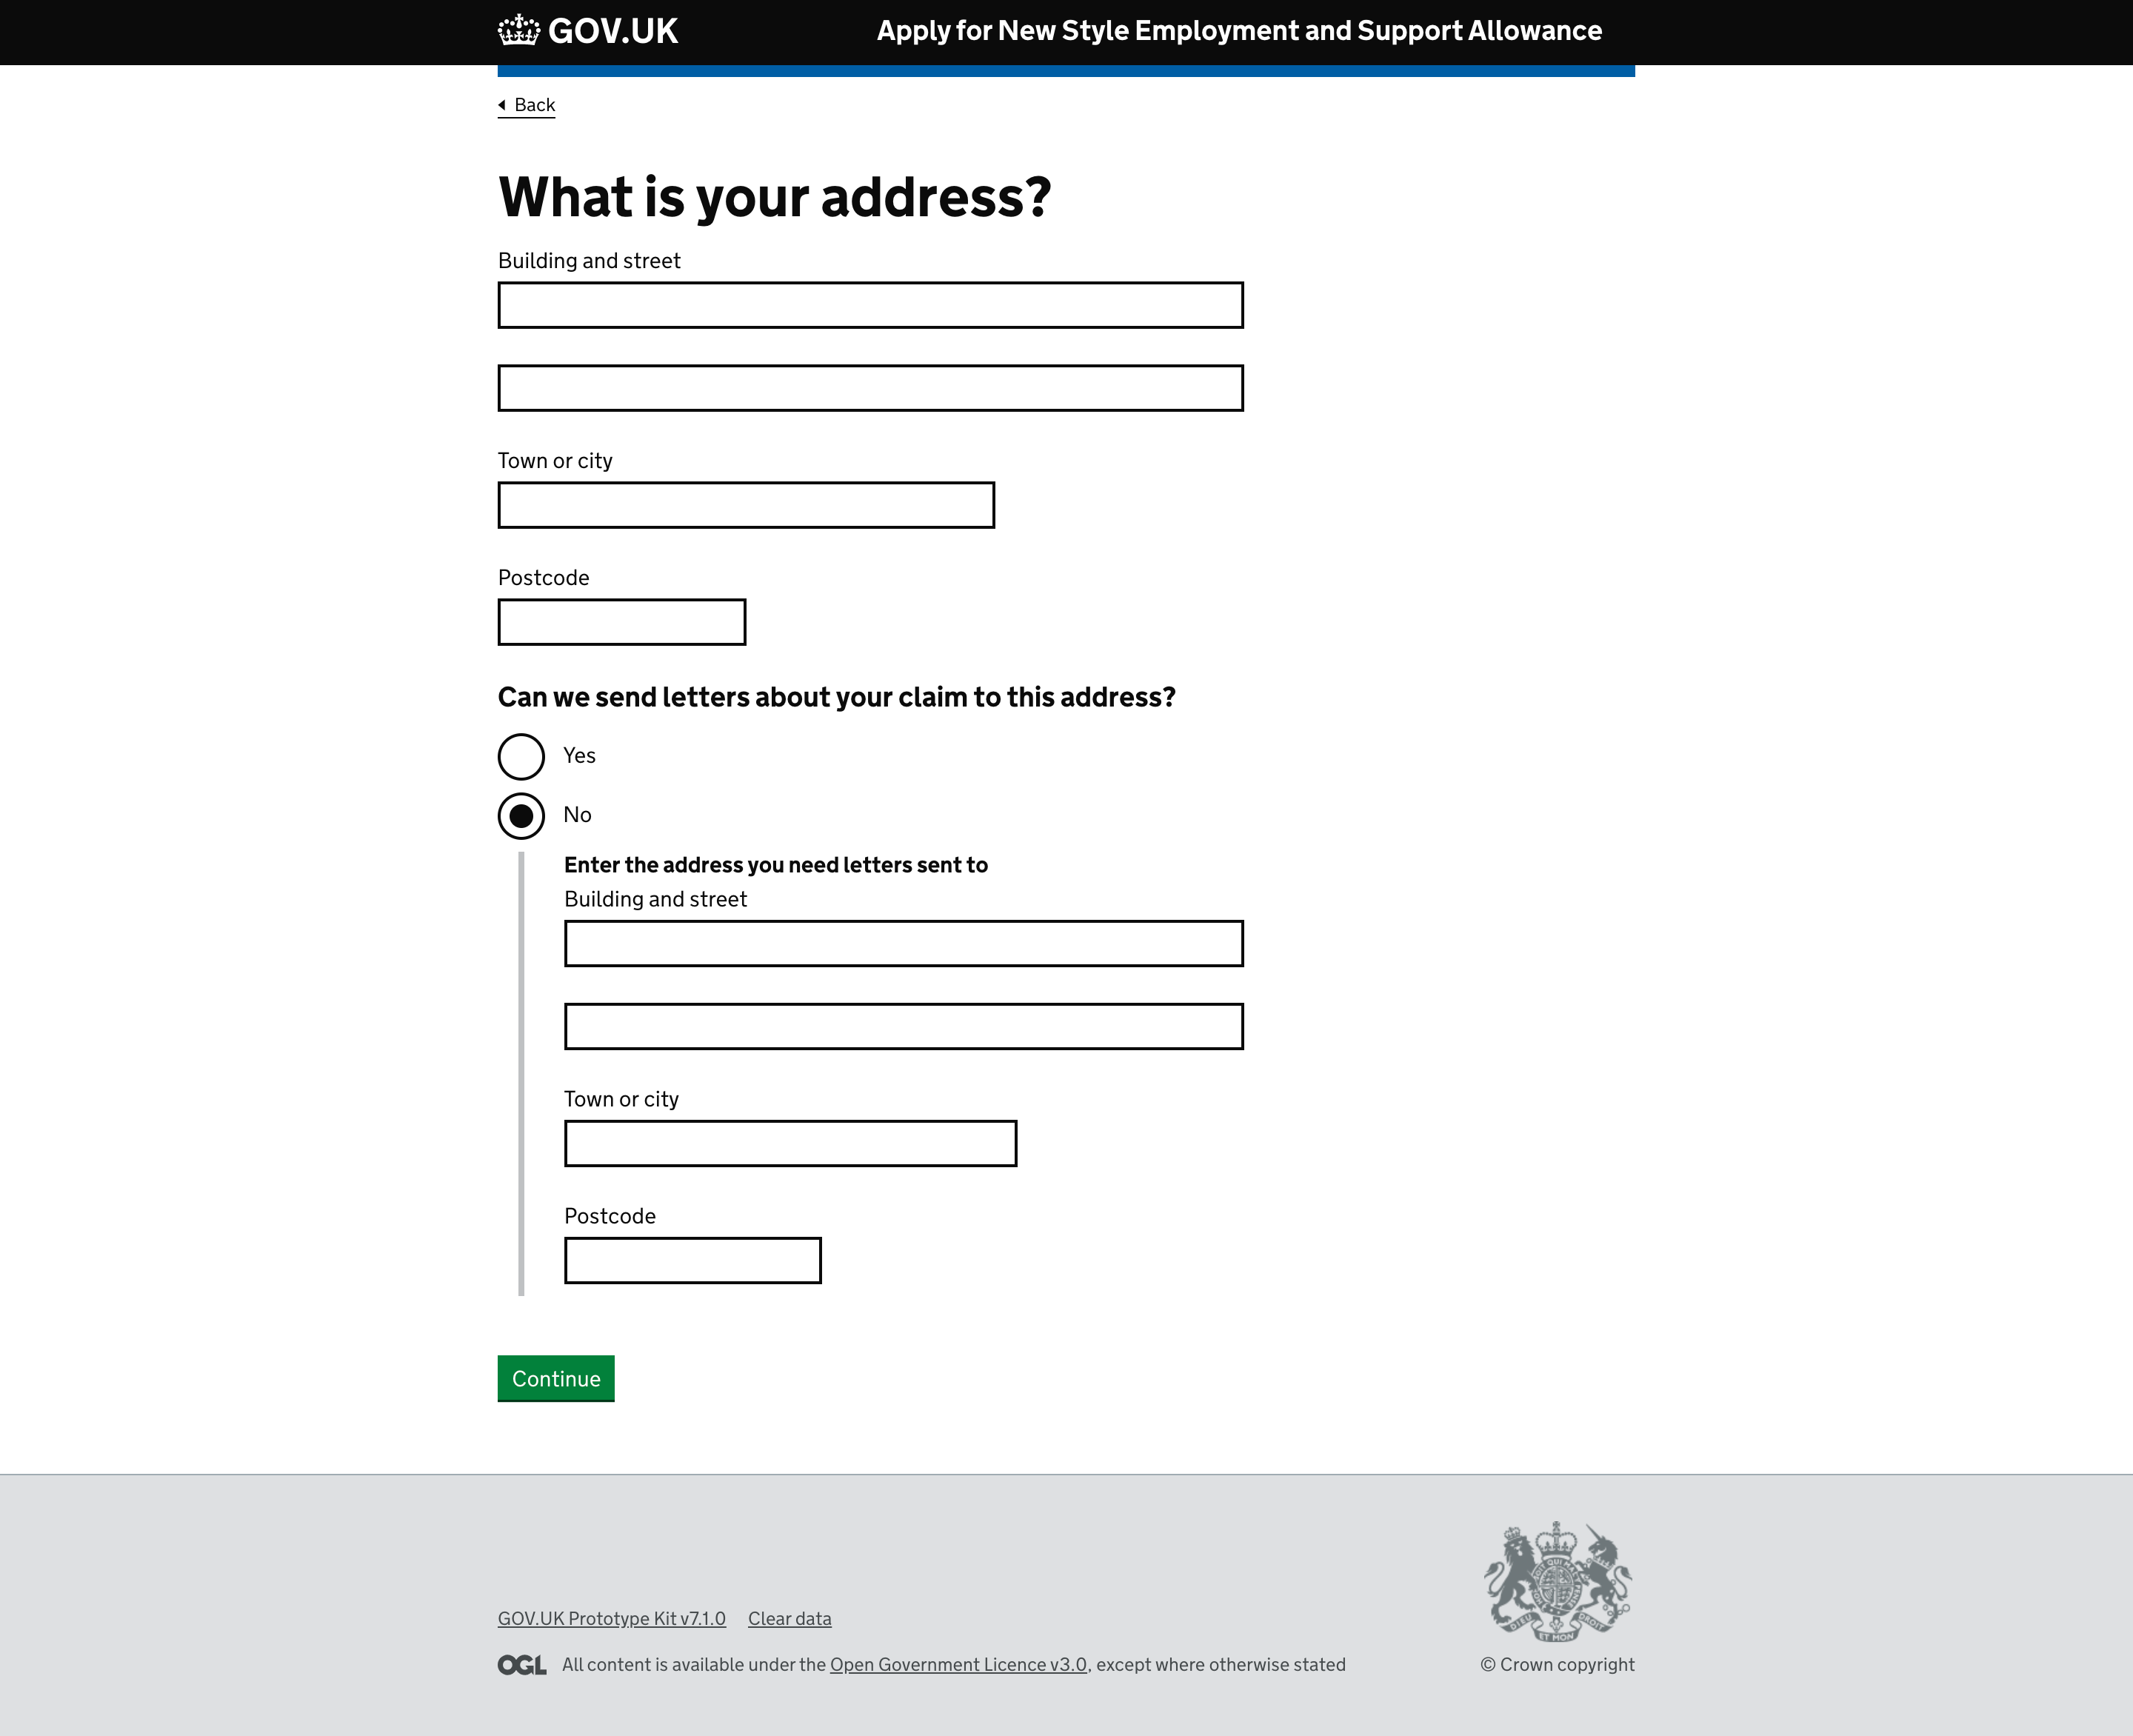 GOV.UK
Apply for New Style Employment and Support Allowance
Back
What is your address?
Building and street
Town or city
Postcode
Can we send letters about your claim to this address?
Yes
No
Enter the address you need letters sent to
Building and street
Town or city
Postcode
Continue
GOV.UK Prototype Kit v7.1.0 Clear data
OGL All content is available under the Open Government Licence v3.0, except where otherwise stated
© Crown copyright